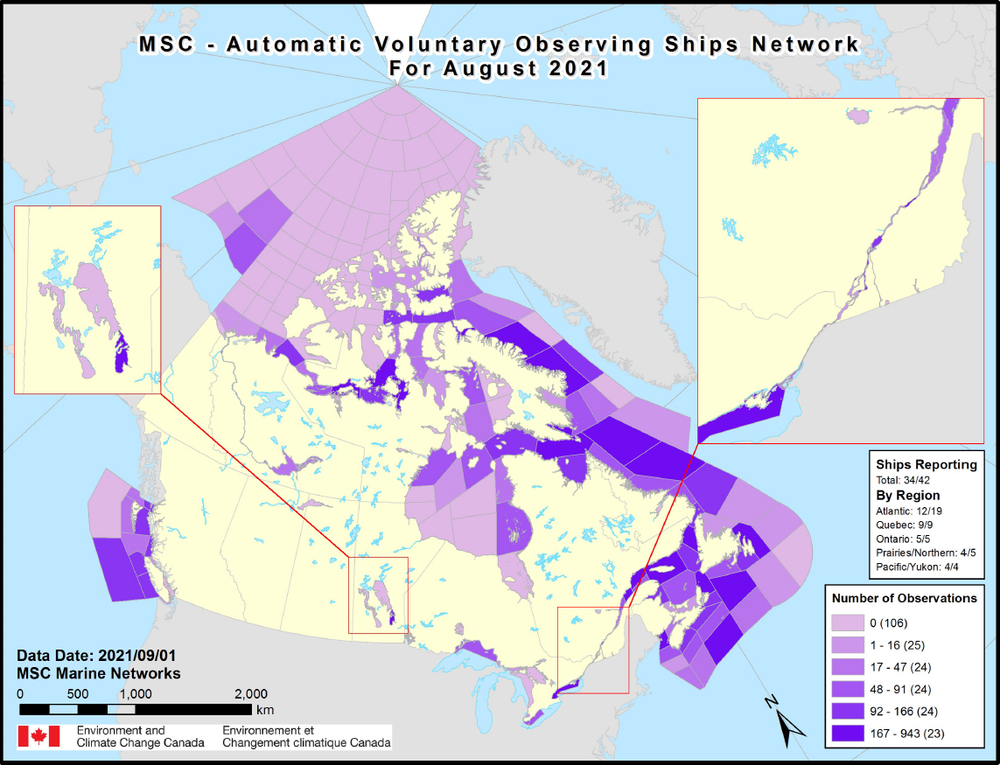 MSC - Automatic Voluntary Observing Ships Network
For August 2021
Ships Reporting
Total: 34/42
By Region
Atlantic: 12/19
Quebec: 9/9
Ontario: 5/5
Prairies/Northern: 4/5
Pacific/Yukon: 4/4
Number of Observations
0 (106)
1 - 16 (25)
17 - 47 (24)
48 - 91 (24)
92 - 166 (24)
167 - 943 (23)
Data Date: 2021/09/01
MSC Marine Networks
0 500 1,000 2,000
km
Environment and
Climate Change Canada
Environnement et
Changement climatique Canada
N